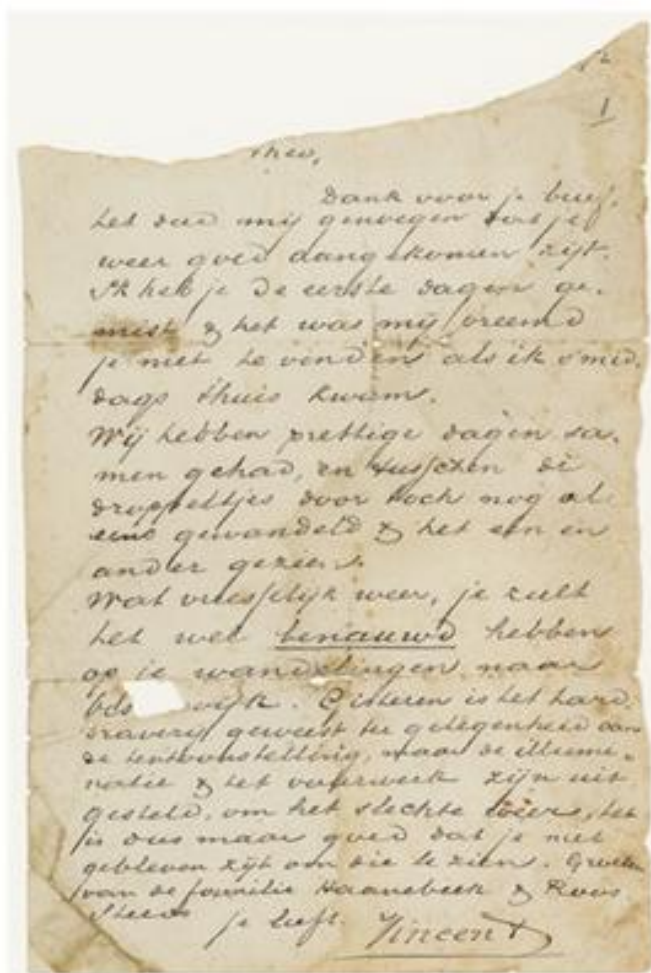 1
Theo,
Dank voor je brief,
het deed mij genoegen dat je
weer goed aangekomen zijt.
Ik heb je de eerste dagen ge-
mist & het was mij vreemd
je niet te vinden als ik s'mid-
dags thuis kwam.
Wij hebben prettige dagen sa-
men gehad, en tusschen de
droppeltjes door toch nog al
eens gewandeld & het een en
ander gezien.
Wat vreesselijk weer, je zult
het wel benauwd hebben
op je wandelingen naar
wijk. Gisteren is het hard-
draverij geweest ter gelegenheid van
de tentoonstelling, maar de illumi-
natie & het vuurwerk zijn uit-
gesteld, om het slechte weer, het
is dus maar goed dat je niet
gebleven zijt om die te zien. Groeten
van de familie Haanebeek & Roos.
Steeds
je liefh. Vincent